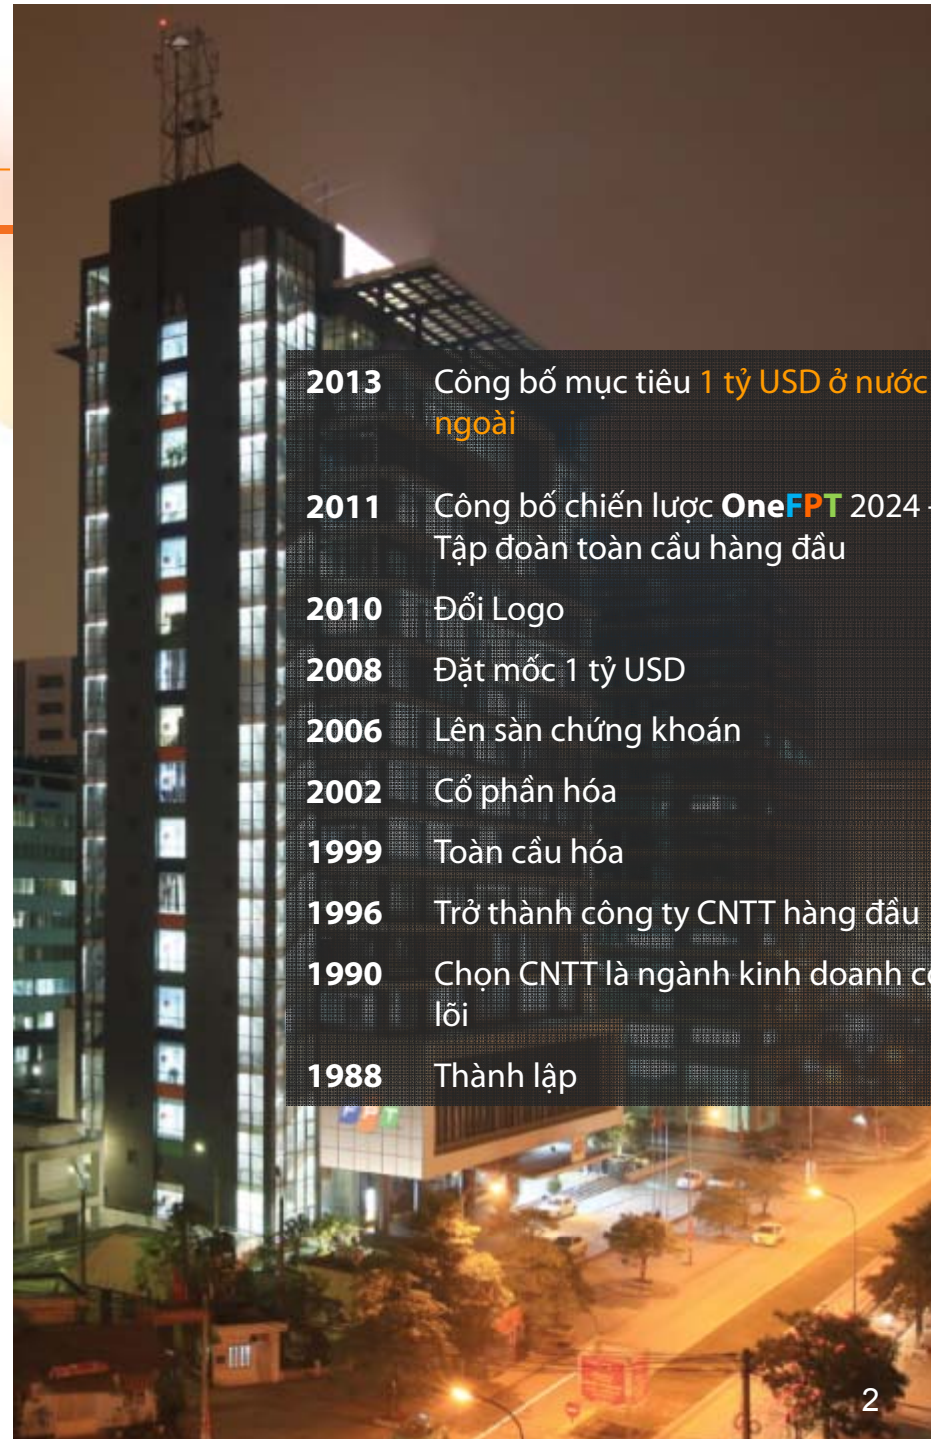 2013 Công bố mục tiêu 1 tỷ USD ở nước
ngoài
2011 Công bố chiến lược OneFPT 2024 -
Tập đoàn toàn cầu hàng đầu
2010 Đổi Logo
2008 Đặt mốc 1 tỷ USD
2006 Lên sàn chứng khoán
2002 Cổ phần hóa
1999 Toàn cầu hóa
1996 Trở thành công ty CNTT hàng đầu
1990 Chọn CNTT là ngành kinh doanh
lõi
1988 Thành lập
FPT
2